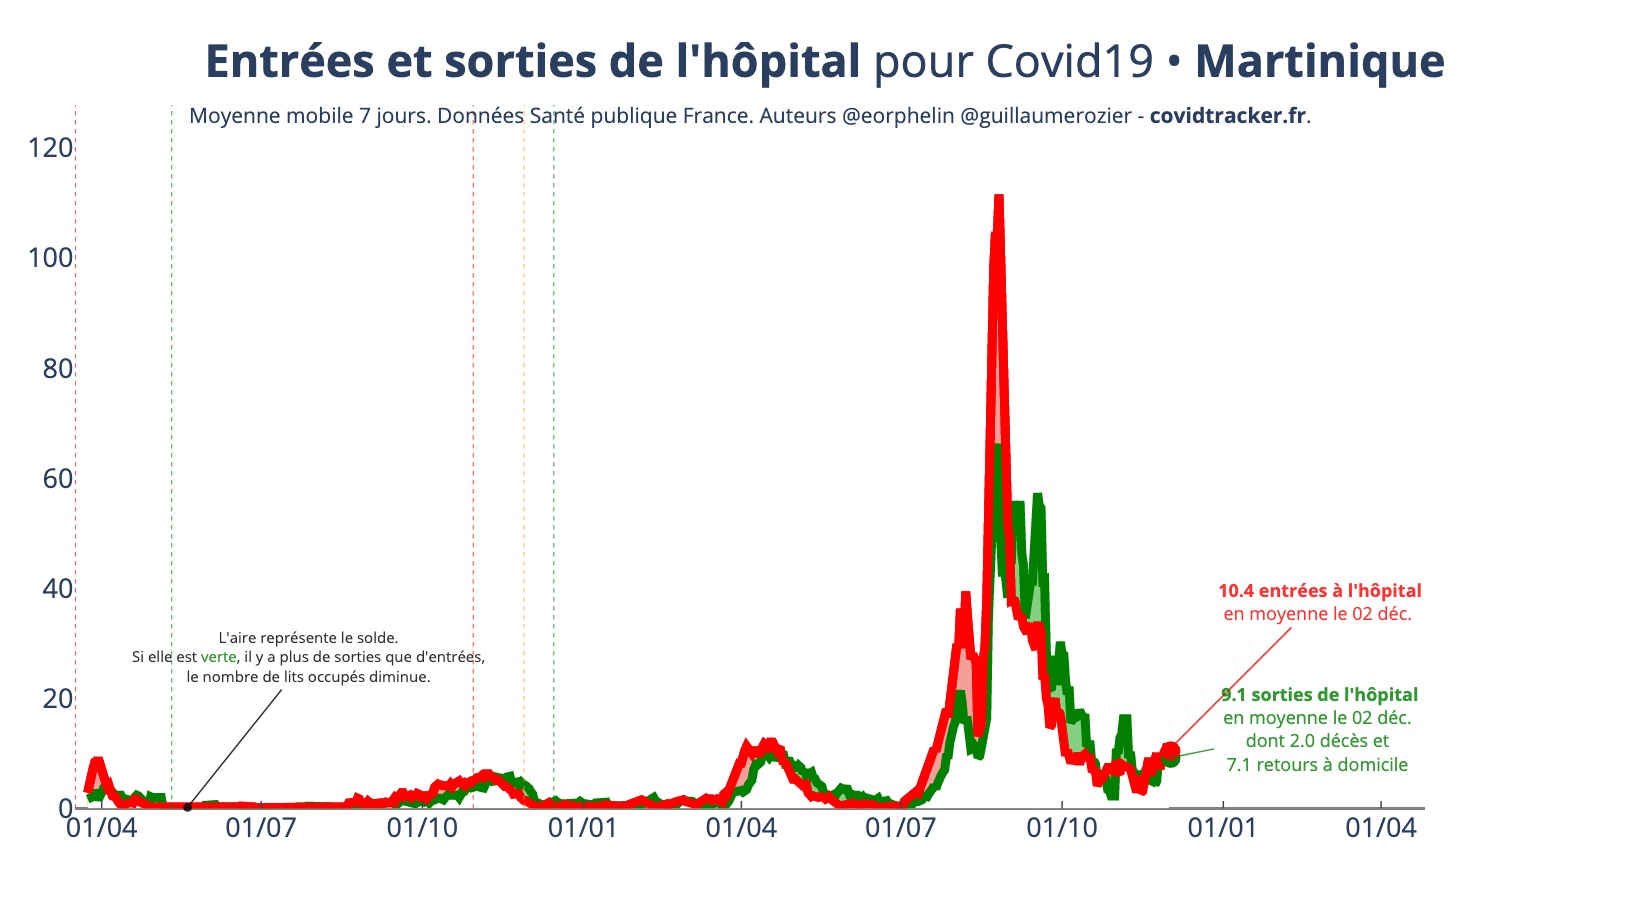 Entrées et sorties de l'hôpital pour Covid19 • Martinique
Moyenne mobile 7 jours. Données Santé publique France. Auteurs @eorphelin @guillaumerozier - covidtracker.fr.
120
100
80
60
40
20
0
L'aire représente le solde.
Si elle est verte, il y a plus de sorties que d'entrées,
le nombre de lits occupés diminue.
10.4 entrées à l'hôpital
en moyenne le 02 déc.
9.1 sorties de l'hôpital
en moyenne le 02 déc.
dont 2.0 décès et
7.1 retours à domicile
01/04 01/07 01/10 01/01 01/04 01/07 01/10 01/01 01/04